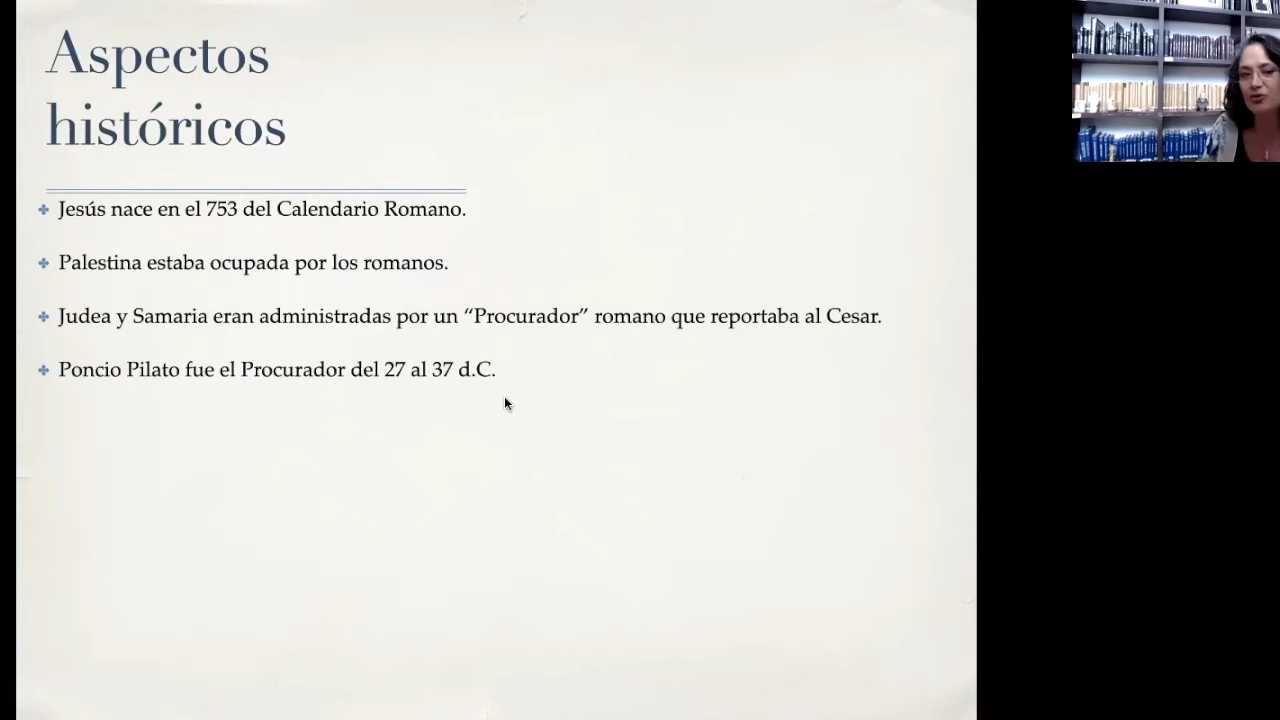 Aspectos
históricos
Jesús nace en el 753 del Calendario Romano.
Palestina estaba ocupada por los romanos.
Judea y Samaria eran administradas por un “Procurador” romano que reportaba al Cesar.
Poncio Pilato fue el Procurador del 27 al 37 d.C.